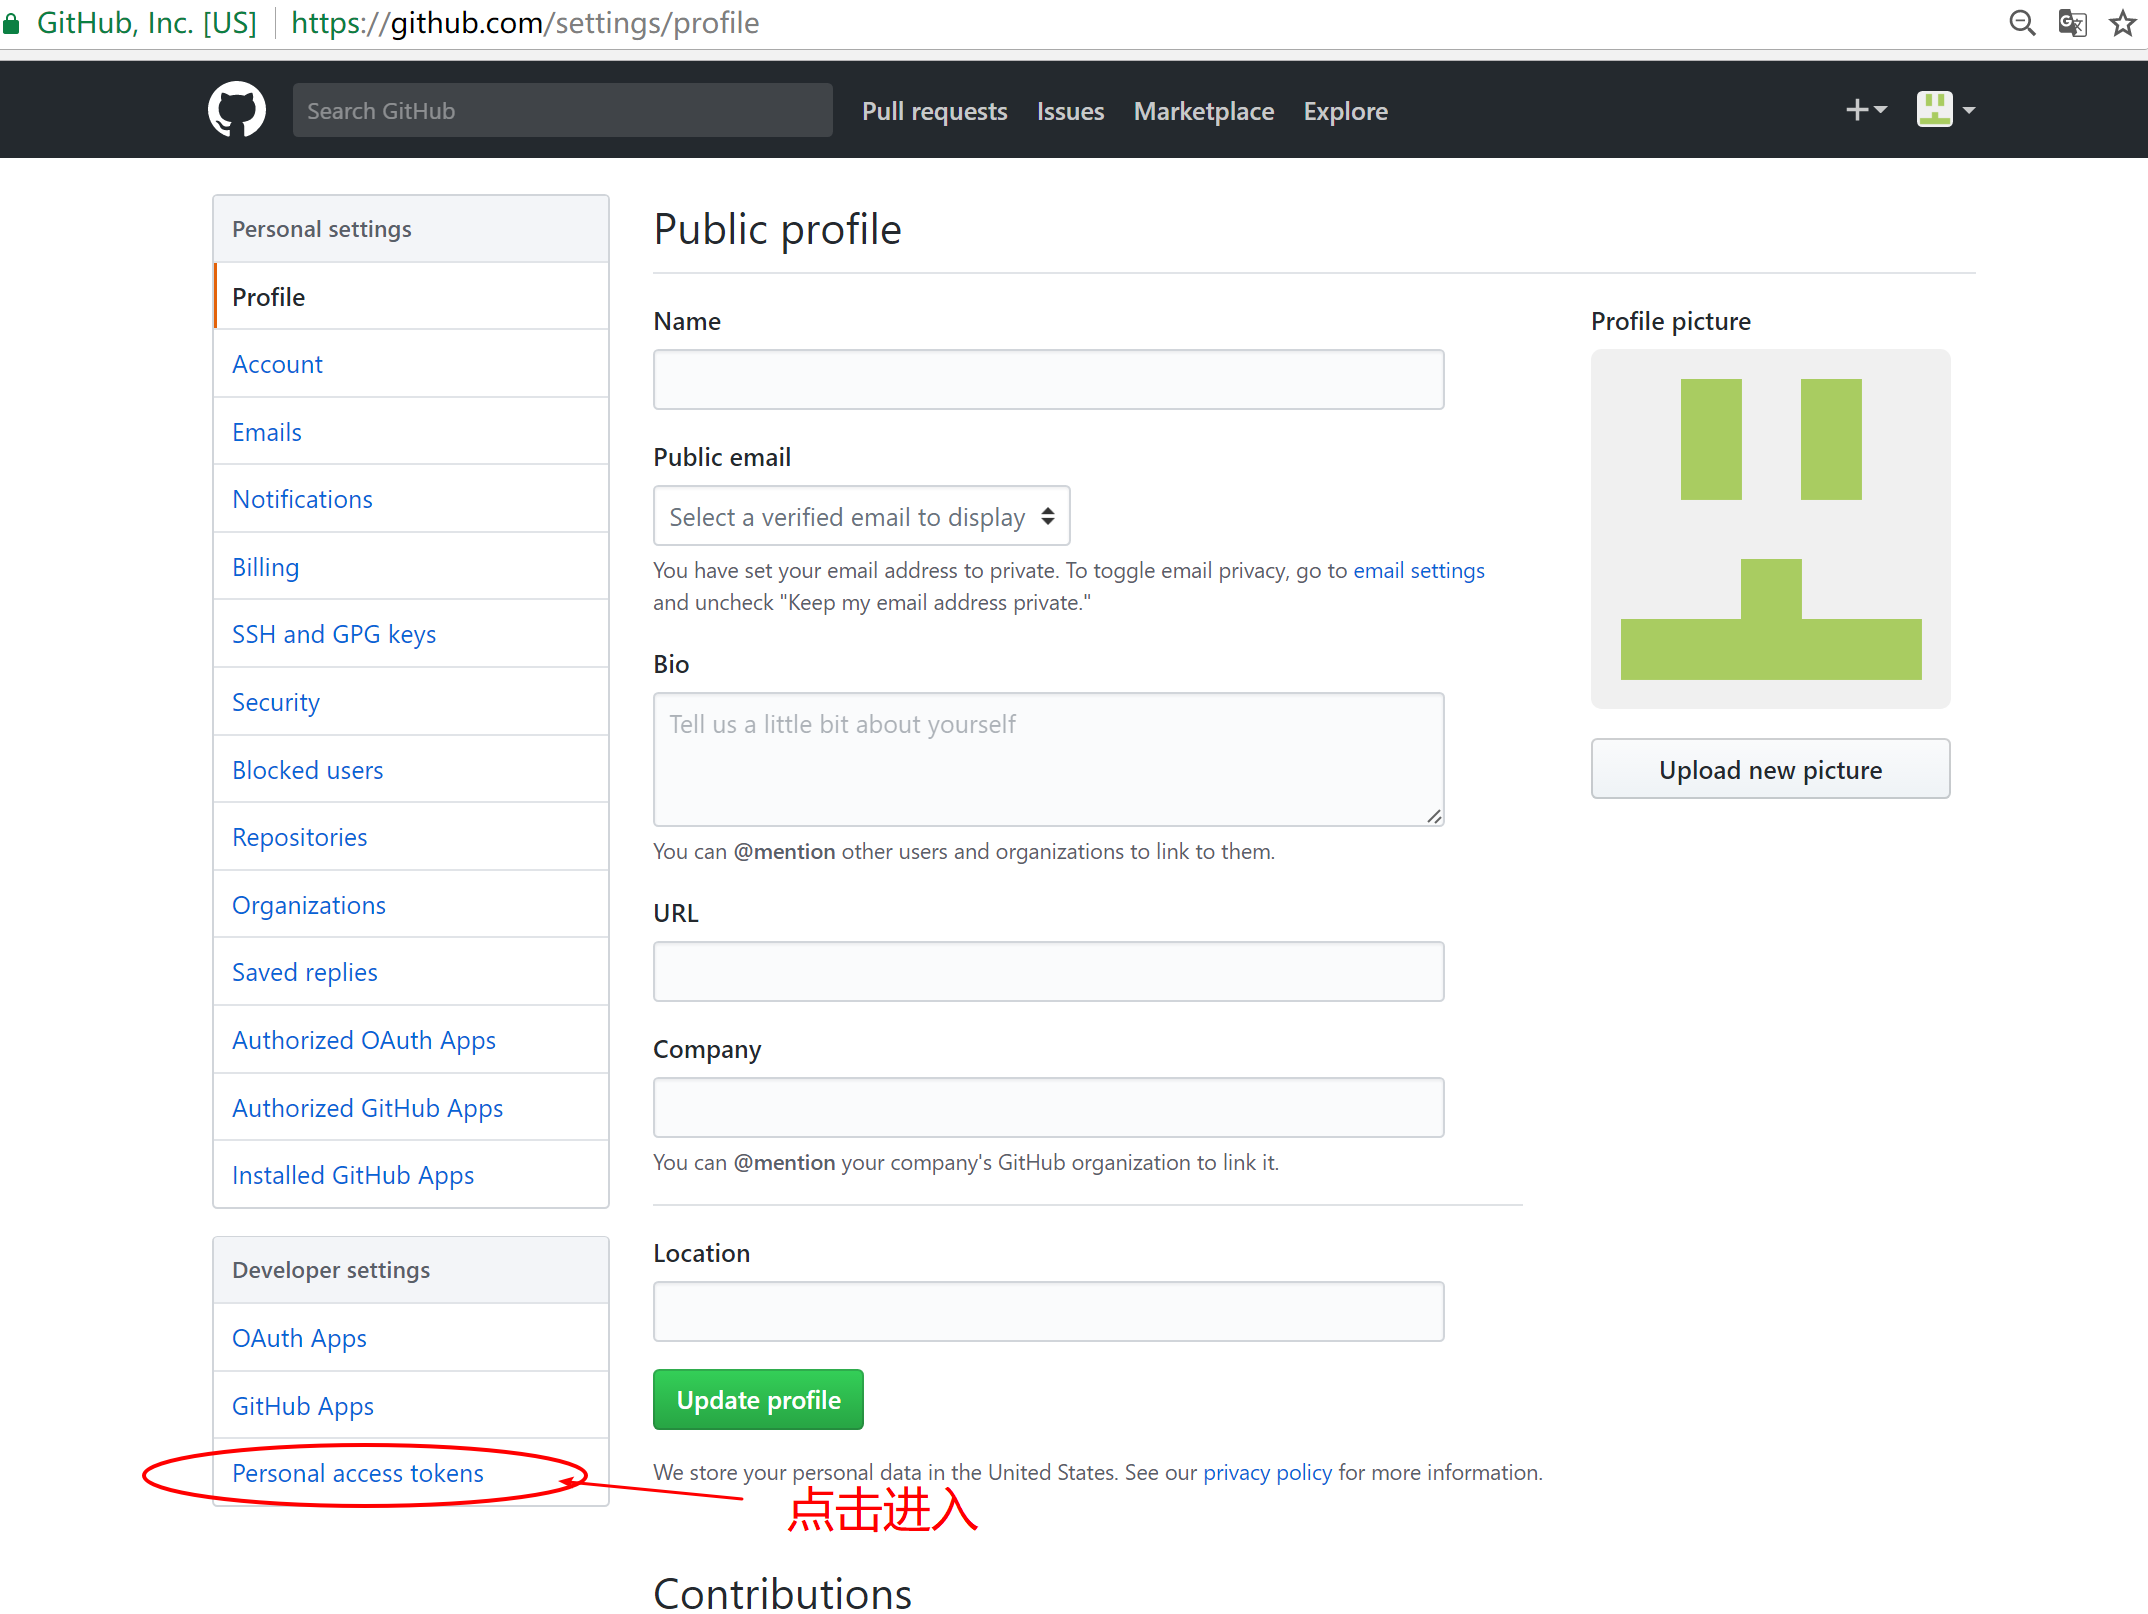 GitHub, Inc. [US] https://github.com/settings/profile
Search GitHub Pull requests Issues Marketplace Explore
Personal settings
Profile
Account
Emails
Notifications
Billing
SSH and GPG keys
Security
Blocked users
Repositories
Organizations
Saved replies
Authorized OAuth Apps
Authorized GitHub Apps
Installed GitHub Apps
Developer settings
OAuth Apps
GitHub Apps
Personal access tokens
点击进入
Public profile
Name
Public email
Select a verified email to display
You have set your email address to private. To toggle email privacy, go to email settings
and uncheck "Keep my email address private."
Bio
Tell us a little bit about yourself
You can @mention other users and organizations to link to them.
URL
Company
You can @mention your company's GitHub organization to link it.
Location
Update profile
We store your personal data in the United States. See our privacy policy for more information.
Contributions
Profile picture
Upload new picture